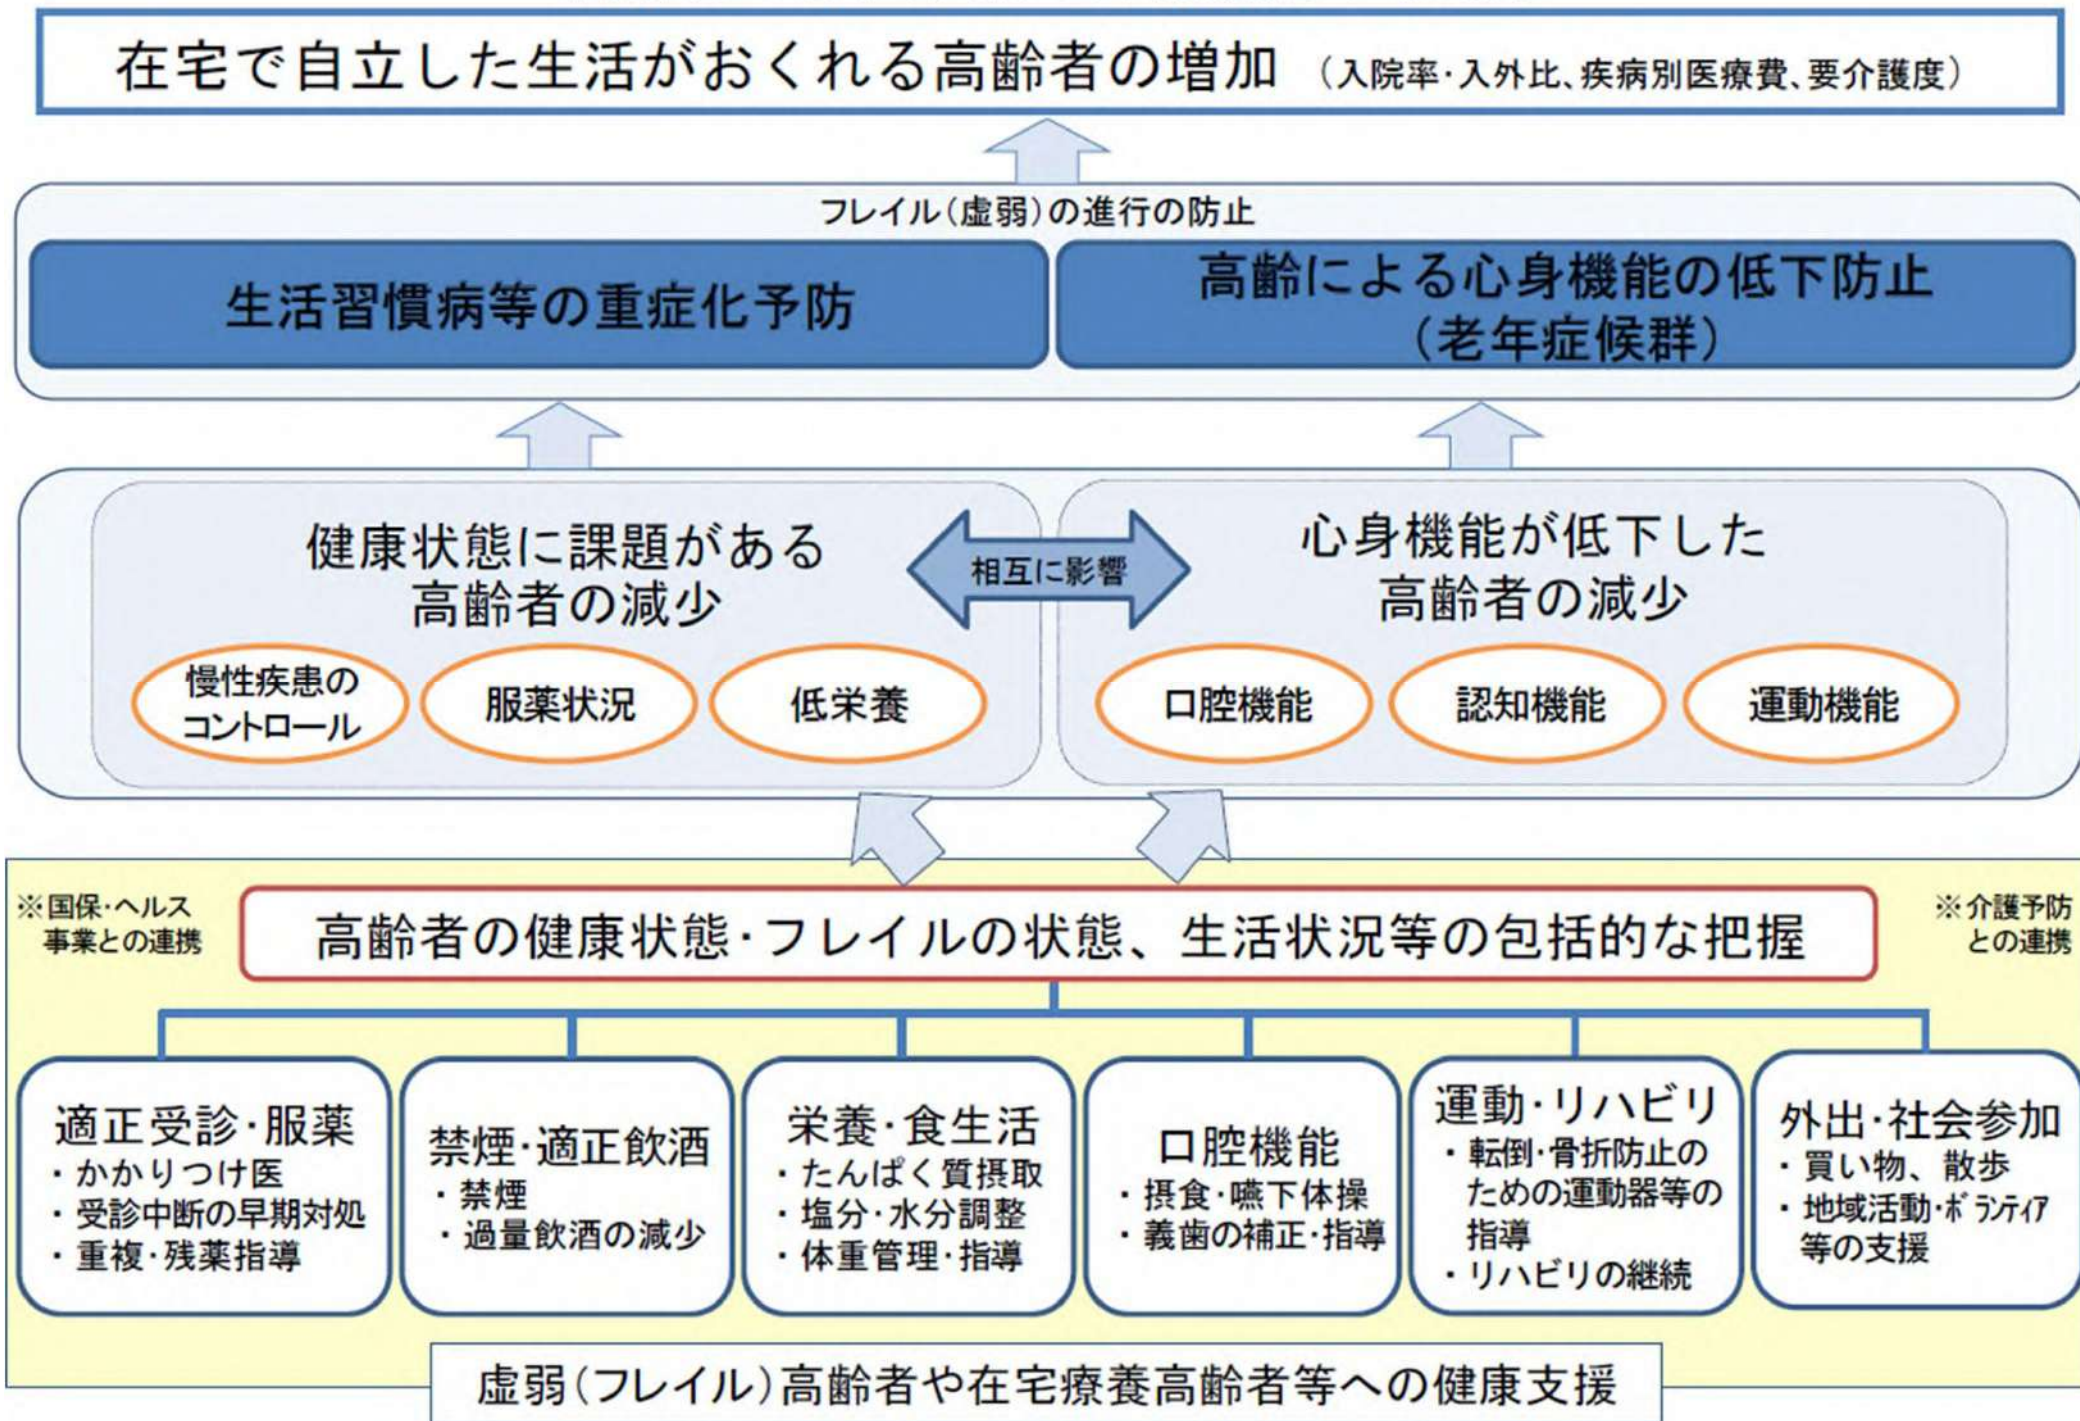 在宅で自立した生活がおくれる高齢者の増加 （入院率・入外比、疾病別医療費、要介護度）
フレイル（虚弱）の進行の防止
生活習慣病等の重症化予防
高齢による心身機能の低下防止
（老年症候群）
健康状態に課題がある
高齢者の減少
相互に影響
心身機能が低下した
高齢者の減少
慢性疾患の
コントロール
服薬状況
低栄養
口腔機能
認知機能
運動機能
※国保・ヘルス
事業との連携
高齢者の健康状態・フレイルの状態、生活状況等の包括的な把握
※介護予防
との連携
適正受診・服薬
・かかりつけ医
・受診中断の早期対処
・重複・残薬指導
禁煙・適正飲酒
・禁煙
・過量飲酒の減少
栄養・食生活
・たんぱく質摂取
・塩分・水分調整
・体重管理・指導
口腔機能
・摂食・嚥下体操
・義歯の補正・指導
運動・リハビリ
・転倒・骨折防止の
ための運動器等の
指導
・リハビリの継続
外出・社会参加
・買い物、散歩
・地域活動・ﾎﾞﾗﾝﾃｨｱ
等の支援
虚弱（フレイル）高齢者や在宅療養高齢者等への健康支援